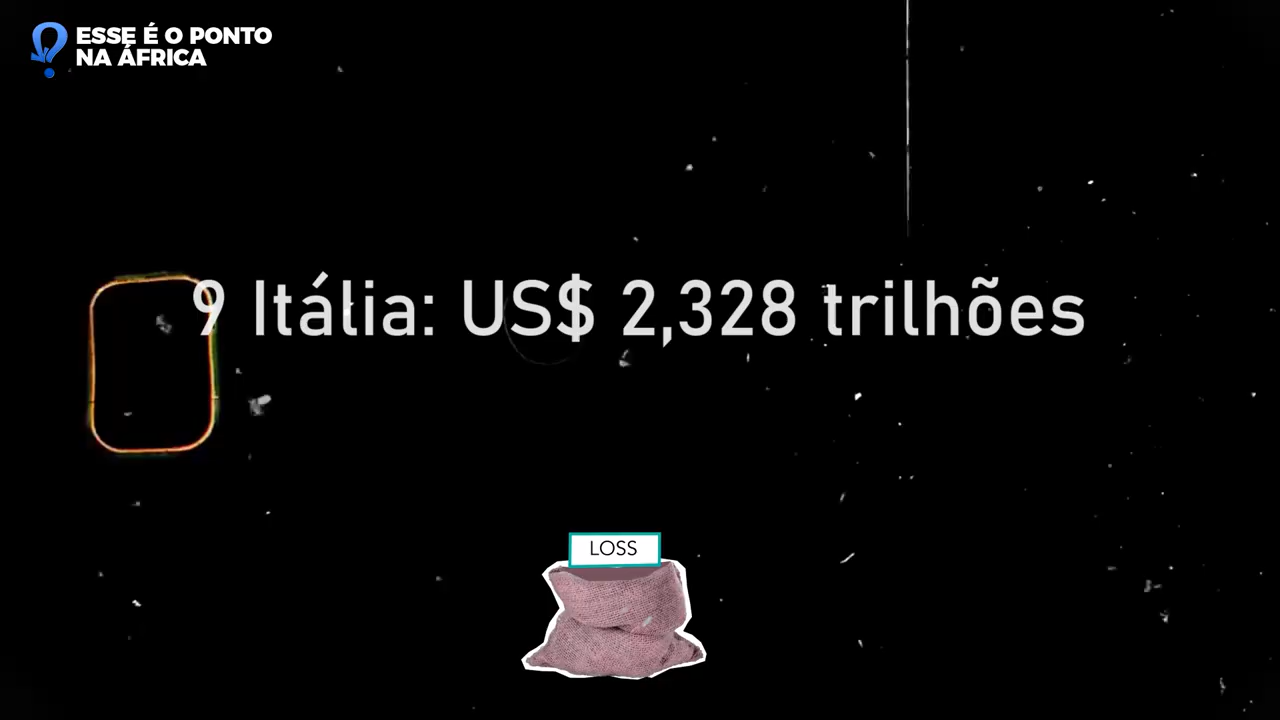 ESSE É O PONTO
NA ÁFRICA
9 Itália: US$ 2,328 trilhões
LOSS